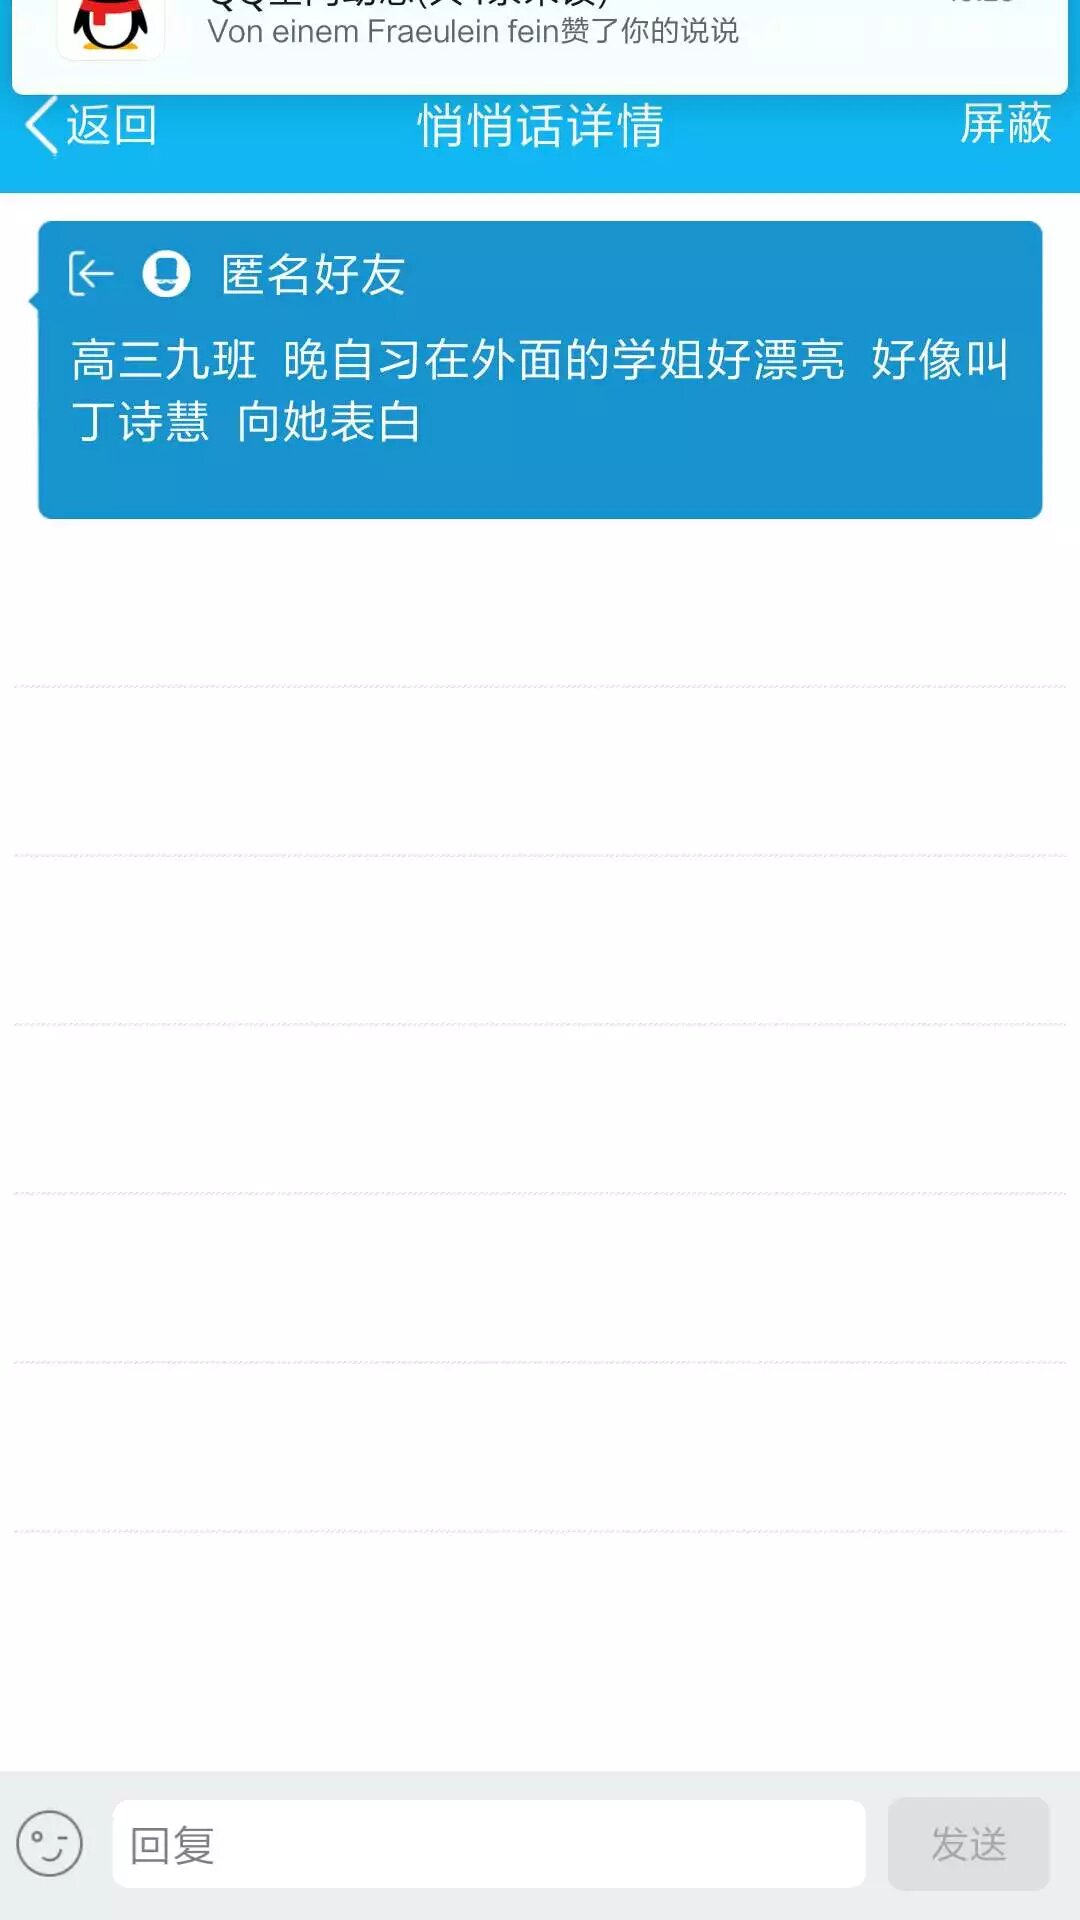 Von einem Fraeulein fein赞了你的说说
返回 悄悄话详情 屏蔽
匿名好友
高三九班 晚自习在外面的学姐好漂亮 好像叫
丁诗慧 向她表白
回复 发送